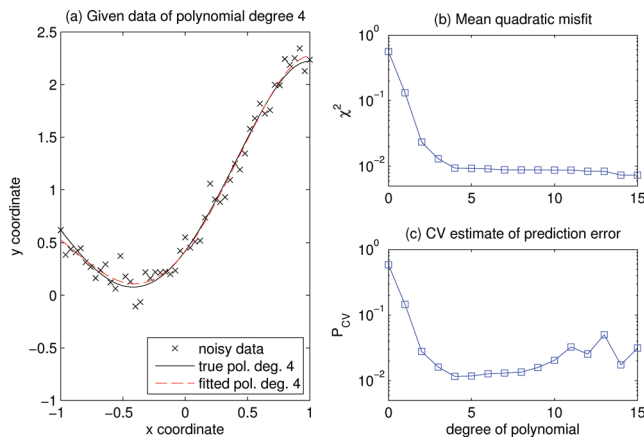 (a) Given data of polynomial degree 4
2.5
2
1.5
1
0.5
0
−0.5
−1
y coordinate
−1
−0.5
0
0.5
1
x coordinate
noisy data
true pol. deg. 4
fitted pol. deg. 4
(b) Mean quadratic misfit
10^0
10^−1
10^−2
χ^2
0
5
10
15
(c) CV estimate of prediction error
10^0
10^−1
10^−2
P_CV
0
5
10
15
degree of polynomial